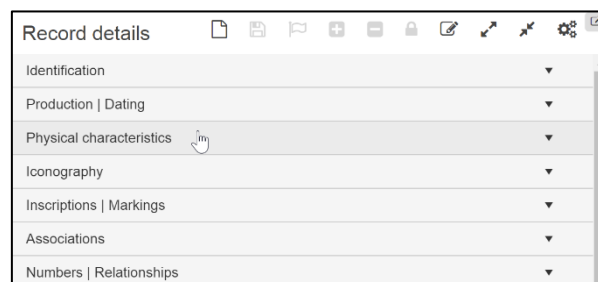 Record details
Identification
Production | Dating
Physical characteristics
Iconography
Inscriptions | Markings
Associations
Numbers | Relationships